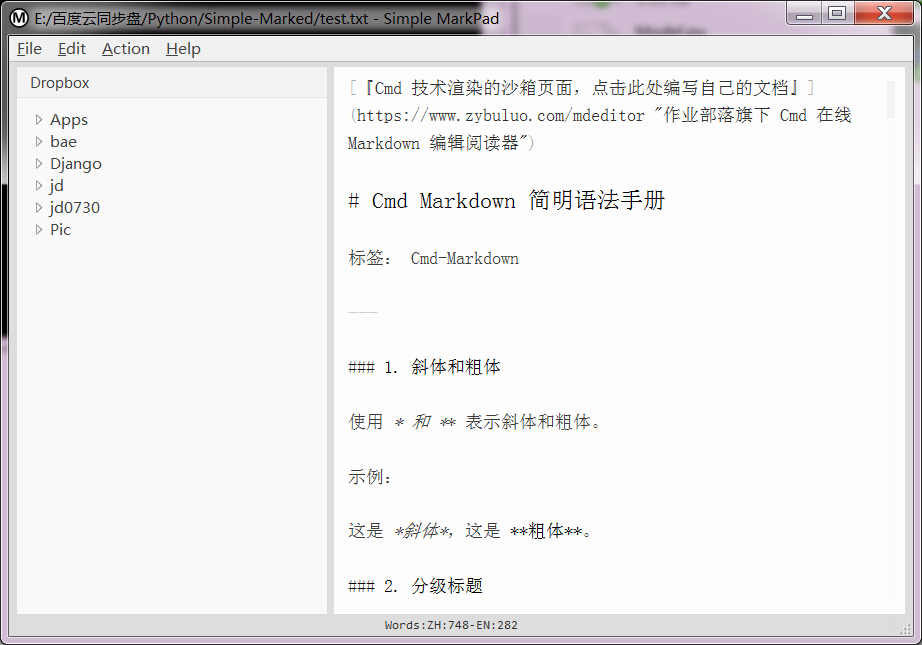 E:/百度云同步盘/Python/Simple-Marked/test.txt - Simple MarkPad
File Edit Action Help
Dropbox
Apps
bae
Django
jd
jd0730
Pic
[『Cmd 技术渲染的沙箱页面，点击此处编写自己的文档』]
(https://www.zybuluo.com/mdeditor "作业部落旗下 Cmd 在线
Markdown 编辑阅读器")
# Cmd Markdown 简明语法手册
标签： Cmd-Markdown
---
### 1. 斜体和粗体
使用 * 和 ** 表示斜体和粗体。
示例：
这是 *斜体*，这是 **粗体**。
### 2. 分级标题
Words:ZH:748-EN:282